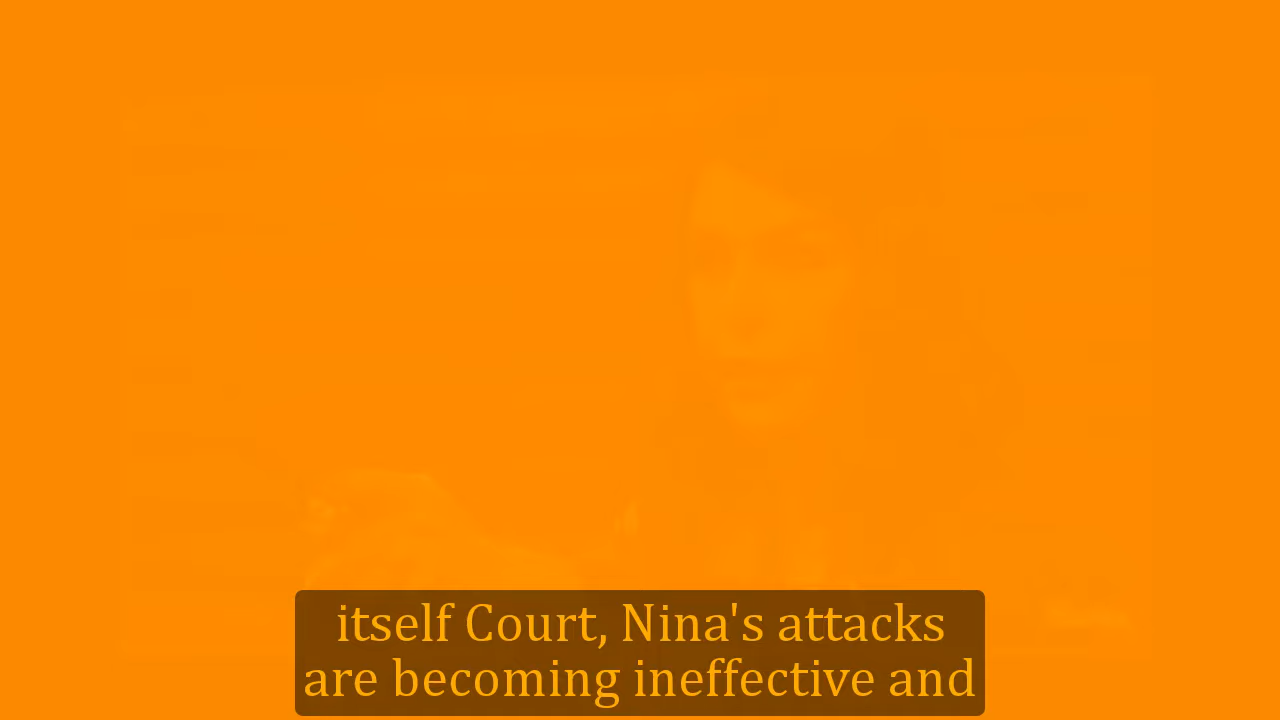 itself Court, Nina's attacks
are becoming ineffective and